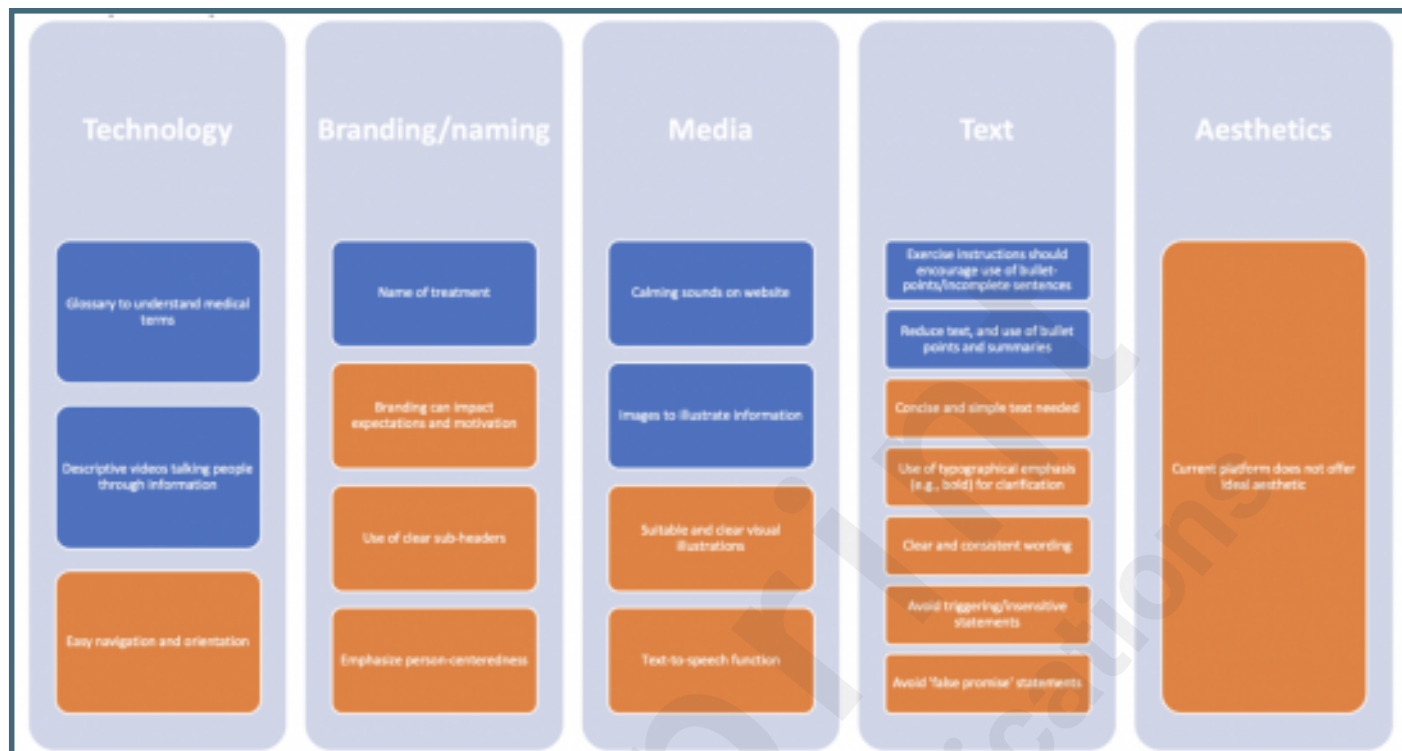 Technology
Glossary to understand medical
terms
Descriptive videos talking people
through information
Easy navigation and orientation
Branding/naming
Name of treatment
Branding can impact
expectations and motivation
Use of clear sub-headers
Emphasize person-centeredness
Media
Calming sounds on website
Images to illustrate information
Suitable and clear visual
illustrations
Text-to-speech function
Text
Exercise instructions should
encourage use of bullet-
points/incomplete sentences
Reduce text, and use of bullet
points and summaries
Concise and simple text needed
Use of typographical emphasis
(e.g., bold) for clarification
Clear and consistent wording
Avoid triggering/insensitive
statements
Avoid 'false promise' statements
Aesthetics
Current platform does not offer
ideal aesthetic